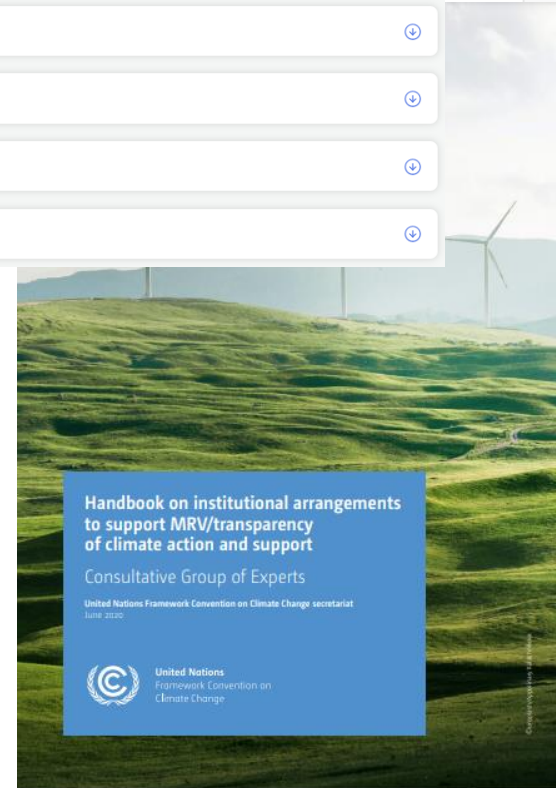 Handbook on institutional arrangements
to support MRV/transparency
of climate action and support
Consultative Group of Experts
United Nations Framework Convention on Climate Change secretariat
June 2020
United Nations
Framework Convention on
Climate Change